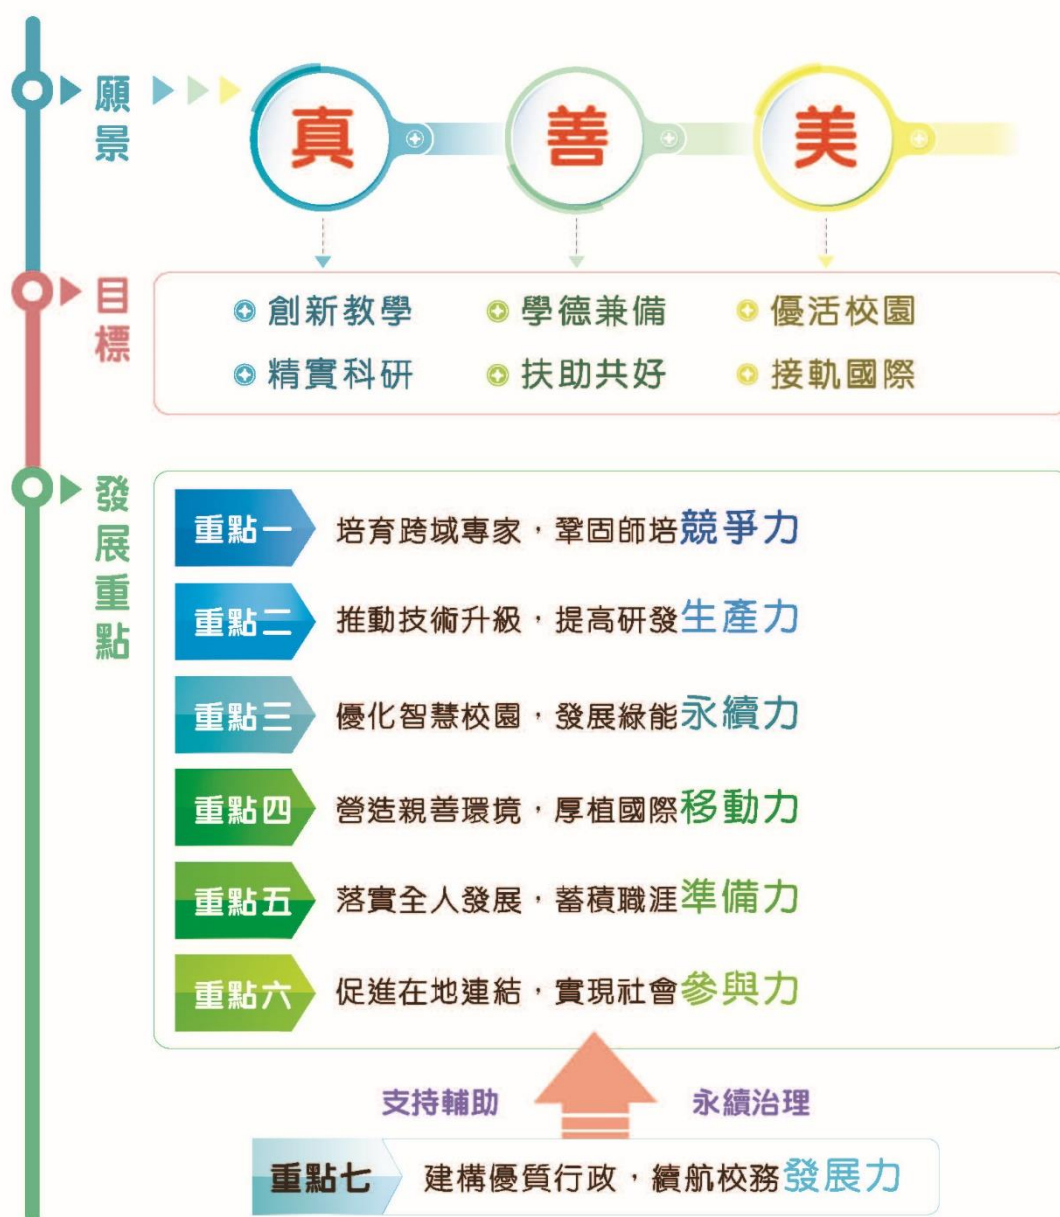 願景
真 善 美
目標
創新教學 學德兼備 優活校園
精實科研 扶助共好 接軌國際
發展重點
重點一 培育跨域專家，鞏固師培競爭力
重點二 推動技術升級，提高研發生產力
重點三 優化智慧校園，發展綠能永續力
重點四 營造親善環境，厚植國際移動力
重點五 落實全人發展，蓄積職涯準備力
重點六 促進在地連結，實現社會參與力
支持輔助 永續治理
重點七 建構優質行政，續航校務發展力